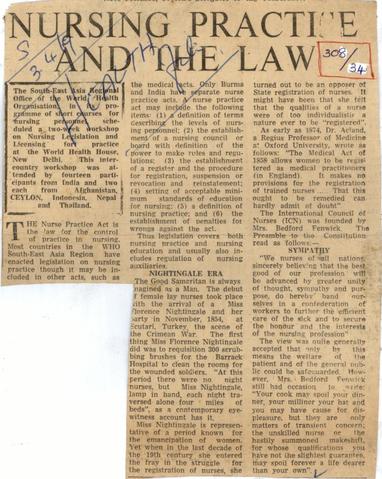 NURSING PRACTICE
AND THE LAW
308/34
HEALTH
The South-East Asia Regional
Office of the World Health
Organisation under its pro-
gramme of short courses for
nursing personnel sche-
duled a two-week workshop
on Nursing Legislation and
Licensing of practice
at the World Health House,
New Delhi. This inter-
country workshop was at-
tended by fourteen partici-
pants from India and two
each from Afghanistan,
CEYLON, Indonesia, Nepal
and Thailand.
THE Nurse Practice Act is
the law for the control
of practice in nursing.
Most countries in the WHO
South-East Asia Region have
enacted legislation on nursing
practice though it may be in-
cluded in other acts, such as
the medical acts. Only Burma
and India have separate nurse
practice acts. A nurse practice
act may include the following
items: (1) a definition of terms
describing the levels of nurs-
ing personnel; (2) the establish-
ment of a nursing council or
board with definition of the
power to make rules and regu-
lations; (3) the establishment
of a register and the procedure
for registration, suspension or
revocation and reinstatement;
(4) setting of acceptable mini-
mum standards of education
for nursing; (5) a definition of
nursing practice; and (6) the
establishment of penalties for
wrongs against the act.
Thus legislation covers both
nursing practice and nursing
education and usually also in-
cludes regulation of nursing
auxiliaries.
NIGHTINGALE ERA
The Good Samaritan is always
imagined as a Man. The debut
of female lay nurses took place
with the arrival of a Miss
Florence Nightingale and her
party in November, 1854, at
Scutari, Turkey, the scene of
the Crimean War. The first
thing Miss Florence Nightingale
did was to requisition 200 scrub-
bing brushes for the Barrack
Hospital to clean the rooms for
the wounded soldiers. "At this
period there were no night
nurses, but Miss Nightingale,
lamp in hand, each night tra-
versed alone four miles of
beds", as a contemporary eye-
witness account has it.
Miss Nightingale is represen-
tative of a period known for
the emancipation of women.
Yet when in the last decade of
the 19th century she entered
the fray in the struggle for
the registration of nurses, she
turned out to be an opposer of
State registration of nurses. It
might have been that she felt
that the qualities of a nurse
were of too individualistic a
nature ever to be "registered".
As early as 1874, Dr. Acland,
a Regius Professor of Medicine
at Oxford University, wrote as
follows: "The Medical Act of
1858 allows women to be regist-
ered as medical practitioners
(in England). It makes no
provisions for the registration
of trained nurses ... That this
ought to be remedied can
hardly admit of doubt"
The International Council of
Nurses (ICN) was founded by
Mrs. Bedford Fenwick. The
Preamble to the Constitution
read as follows—
SYMPATHY
"We nurses of all nations,
sincerely believing that the best
good of our profession will
be advanced by greater unity
of thought, sympathy and pur-
pose, do hereby band our-
selves in a confederation of
workers to further the efficient
care of the sick and to secure
the honour and the interests
of the nursing profession"
The view was quite generally
accepted that only by this
means the welfare of the
patient and of the general pub-
lic could be safeguarded. How-
ever, Mrs. Bedford Fenwick
still had occasion to write:
"Your cook may spoil your din-
ner, your milliner your hat and
you may have cause for dis-
pleasure, but they are only
matters of transient concern;
the unskilled nurse or the
hastily summoned makeshift,
for whose qualifications you
have not the slightest guarantee,
may spoil forever a life dearer
than your own".